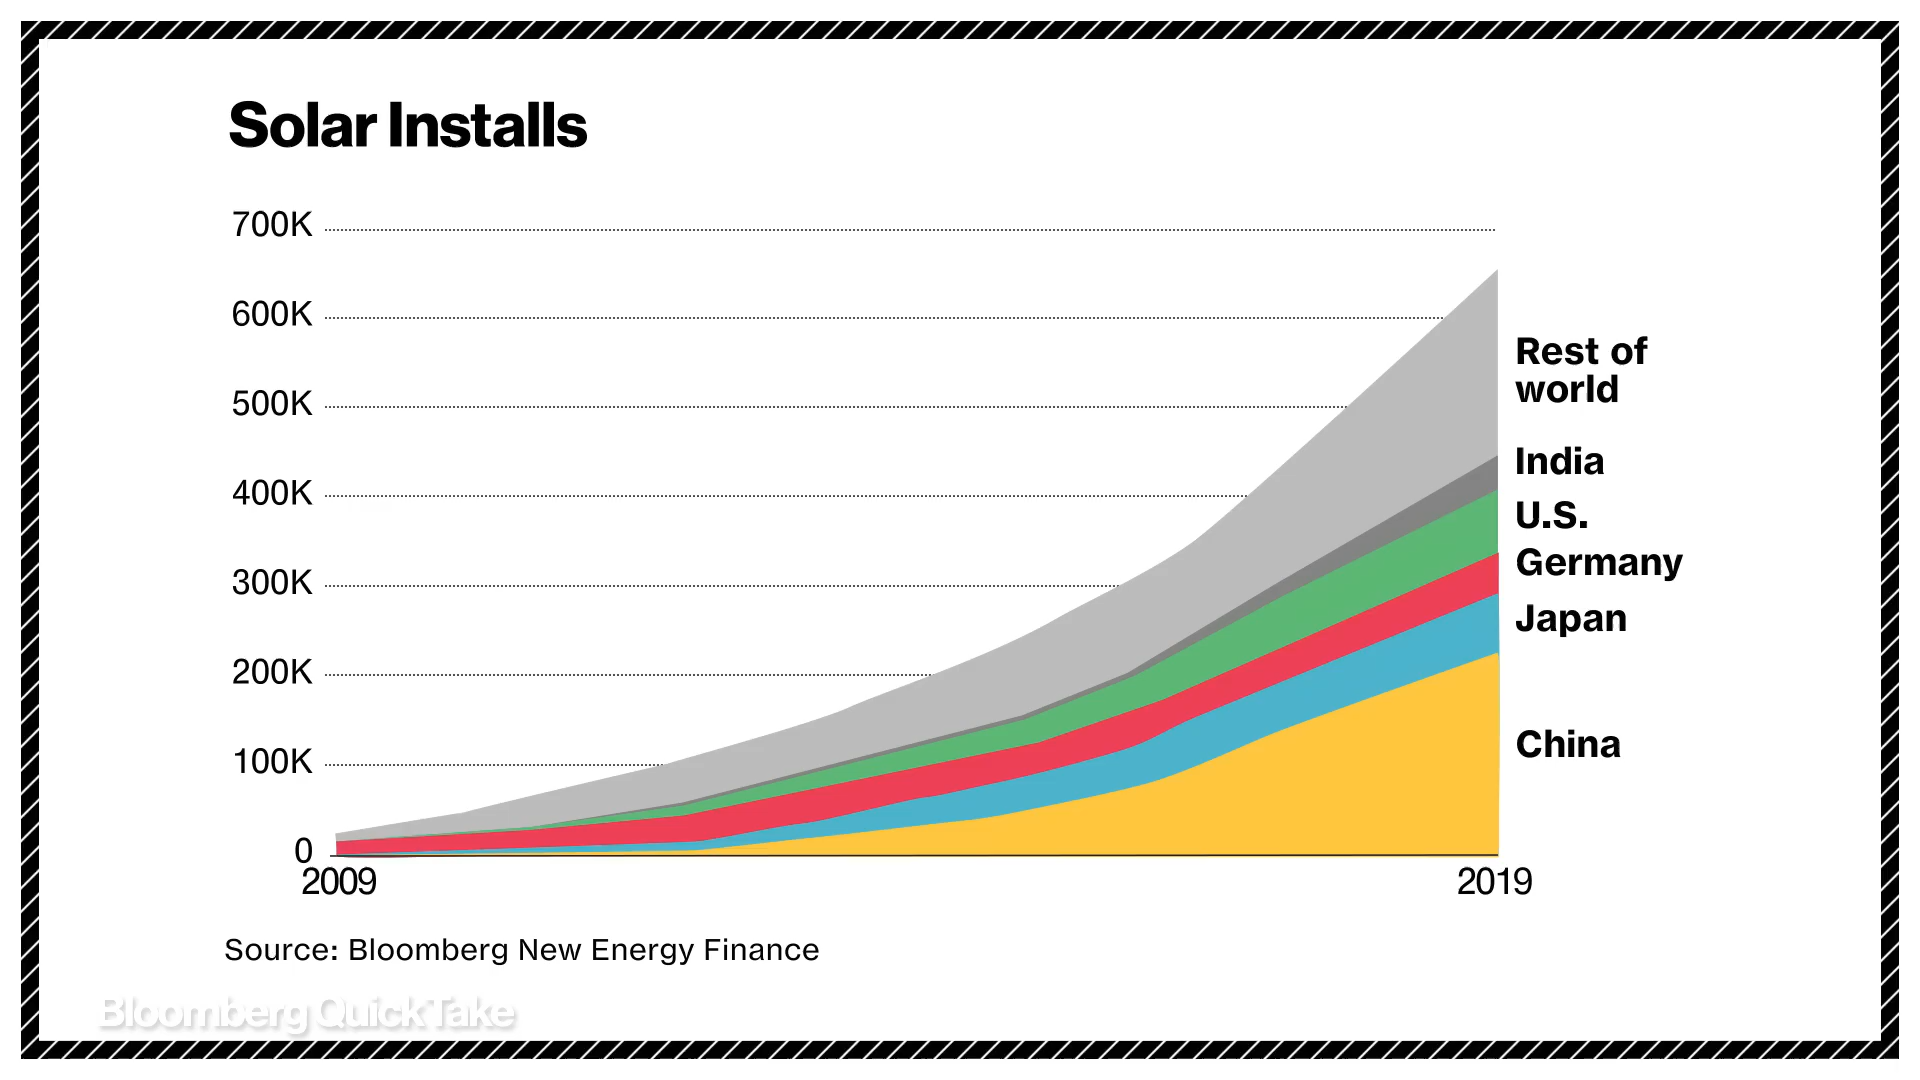 Solar Installs
700K
600K
500K
400K
300K
200K
100K
0
Rest of
world
India
U.S.
Germany
Japan
China
2009
2019
Source: Bloomberg New Energy Finance
Bloomberg QuickTake